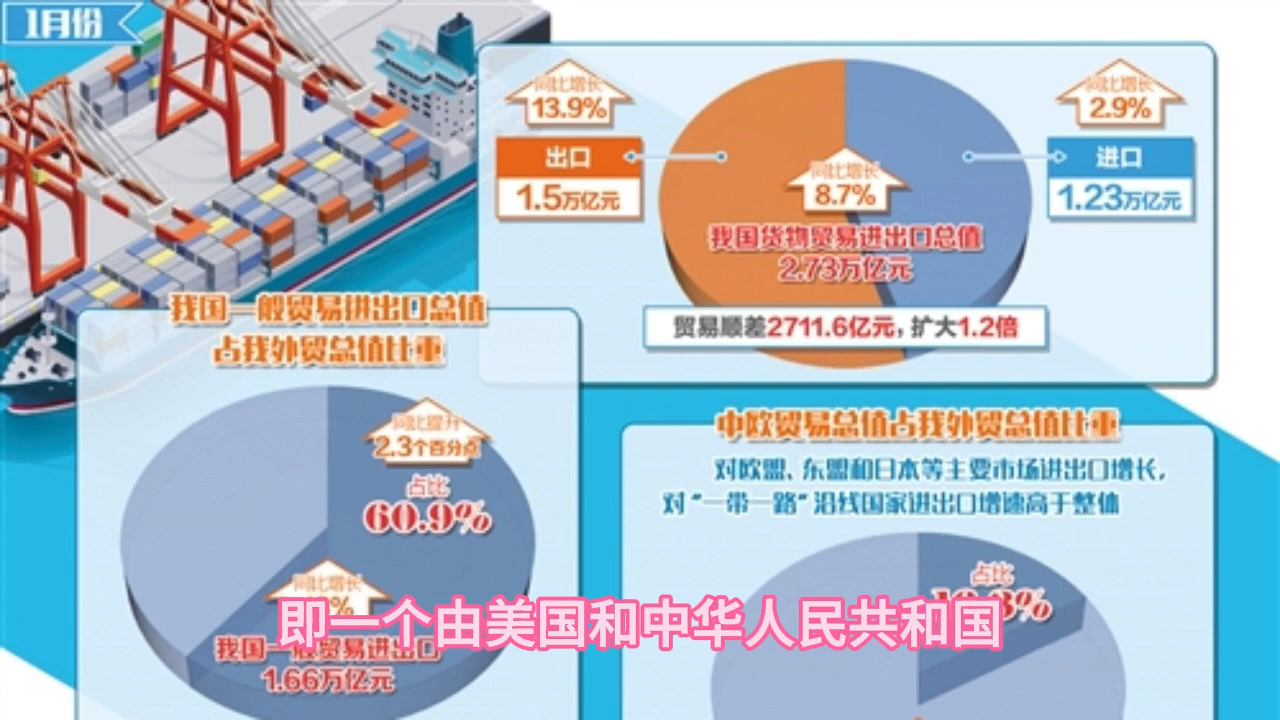 1月份
同比增长
13.9%
出口
1.5万亿元
同比增长
2.9%
进口
1.23万亿元
同比增长
8.7%
我国货物贸易进出口总值
2.73万亿元
贸易顺差2711.6亿元，扩大1.2倍
我国一般贸易进出口总值
占我外贸总值比重
同比提升
2.3个百分点
占比
60.9%
同比增长
我国一般贸易进出口
1.66万亿元
中欧贸易总值占我外贸总值比重
对欧盟、东盟和日本等主要市场进出口增长，
对“一带一路”沿线国家进出口增速高于整体
占比
即一个由美国和中华人民共和国